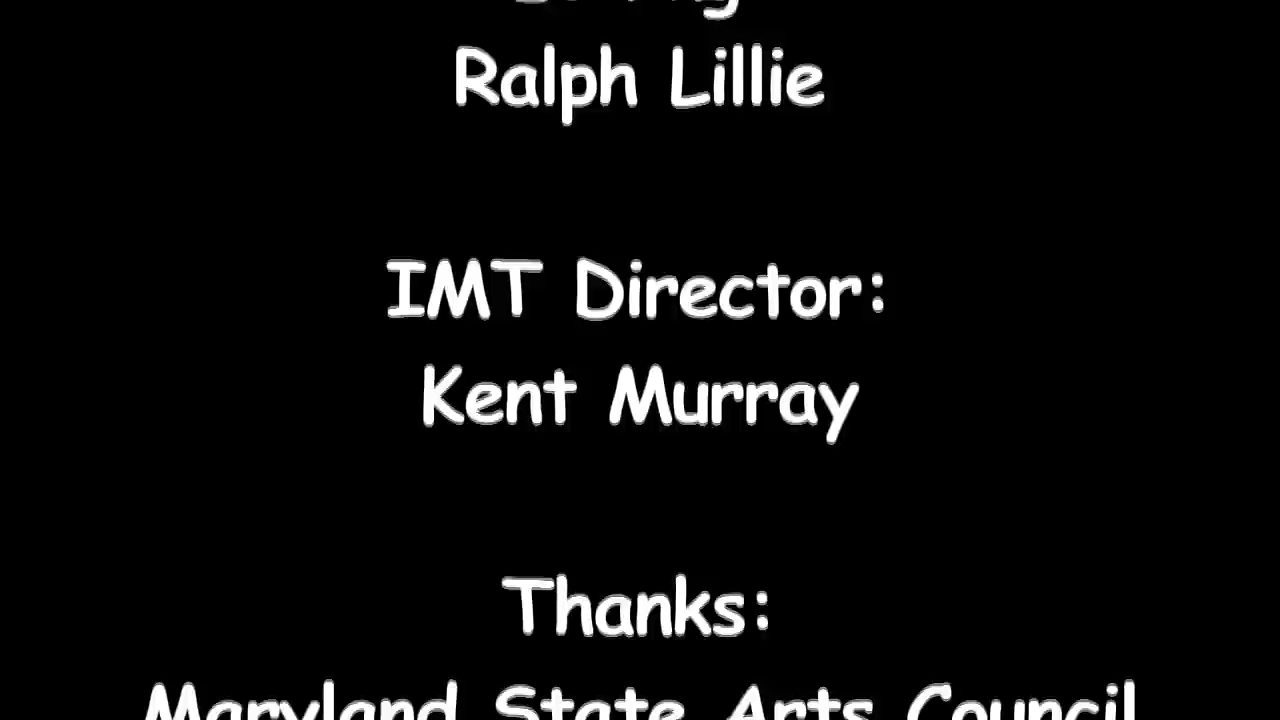 Ralph Lillie
IMT Director:
Kent Murray
Thanks:
Maryland State Arts Council